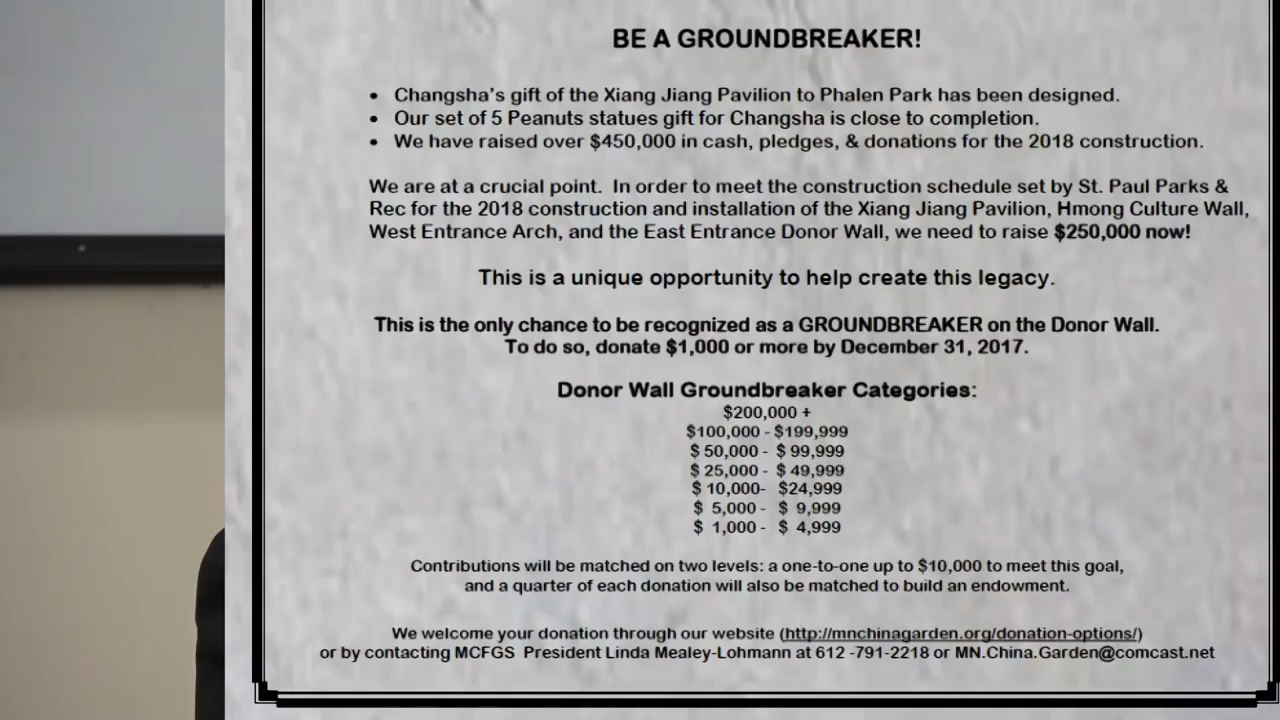 BE A GROUNDBREAKER!
• Changsha's gift of the Xiang Jiang Pavilion to Phalen Park has been designed.
• Our set of 5 Peanuts statues gift for Changsha is close to completion.
• We have raised over $450,000 in cash, pledges, & donations for the 2018 construction.
We are at a crucial point. In order to meet the construction schedule set by St. Paul Parks &
Rec for the 2018 construction and installation of the Xiang Jiang Pavilion, Hmong Culture Wall,
West Entrance Arch, and the East Entrance Donor Wall, we need to raise $250,000 now!
This is a unique opportunity to help create this legacy.
This is the only chance to be recognized as a GROUNDBREAKER on the Donor Wall.
To do so, donate $1,000 or more by December 31, 2017.
Donor Wall Groundbreaker Categories:
$200,000 +
$100,000 - $199,999
$ 50,000 - $ 99,999
$ 25,000 - $ 49,999
$ 10,000- $24,999
$ 5,000 - $ 9,999
$ 1,000 - $ 4,999
Contributions will be matched on two levels: a one-to-one up to $10,000 to meet this goal,
and a quarter of each donation will also be matched to build an endowment.
We welcome your donation through our website (http://mnchinagarden.org/donation-options/)
or by contacting MCFGS President Linda Mealey-Lohmann at 612 -791-2218 or MN.China.Garden@comcast.net